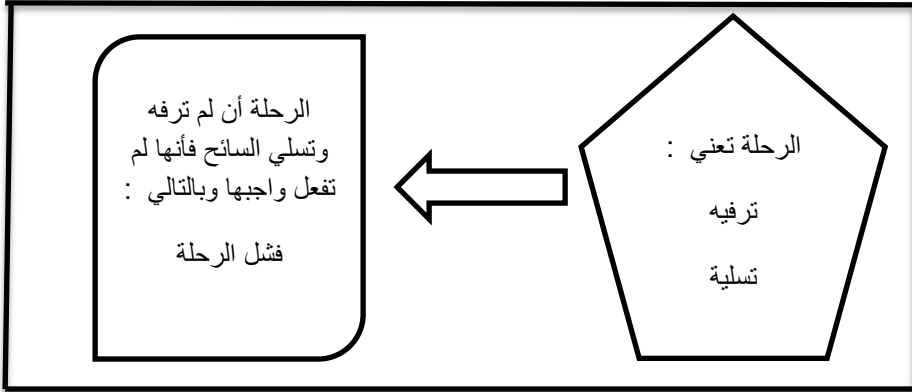 الرحلة تعني :
ترفيه
تسلية
الرحلة أن لم ترفه
وتسلي السائح فأنها لم
تفعل واجبها وبالتالي :
فشل الرحلة